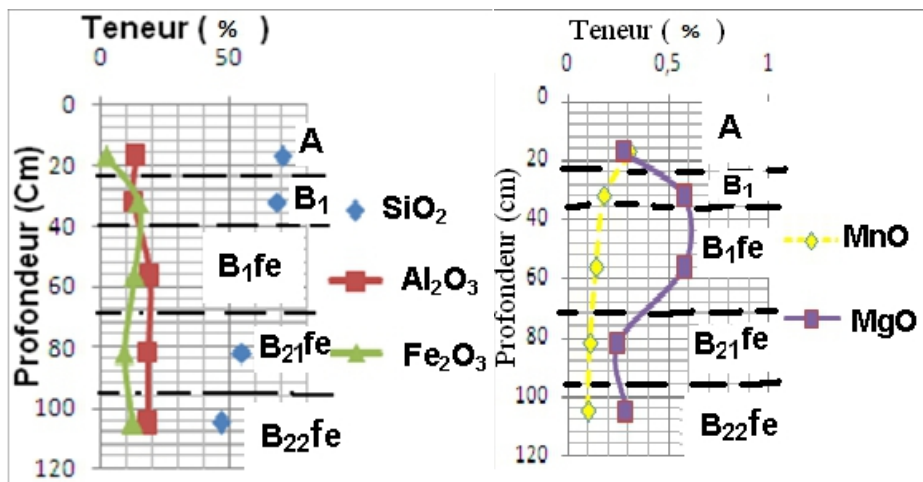 Teneur ( % )
0 50
0
20
40
60
80
100
120
Profondeur (Cm)
A
B₁
B₁fe
B₂₁fe
B₂₂fe
SiO₂
Al₂O₃
Fe₂O₃
Teneur ( % )
0 0,5 1
0
20
40
60
80
100
120
Profondeur (cm)
A
B₁
B₁fe
B₂₁fe
B₂₂fe
MnO
MgO